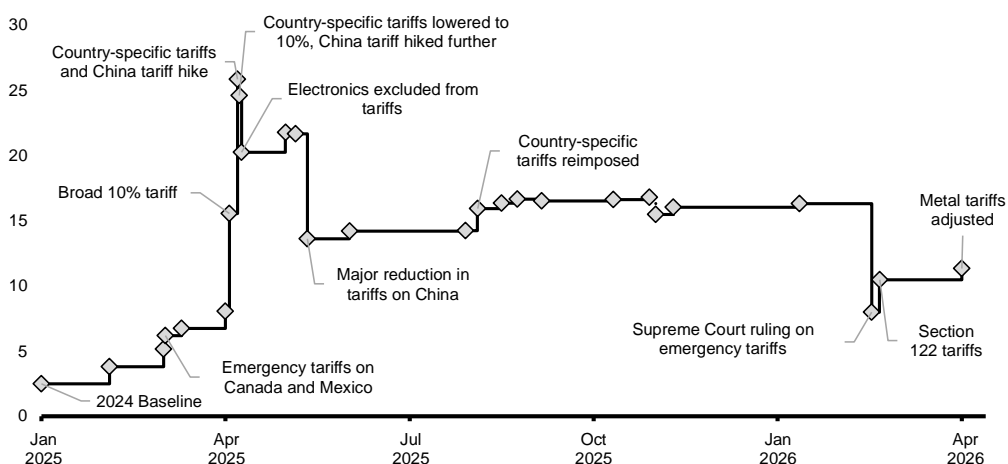 30
25
20
15
10
5
0
Country-specific tariffs lowered to
10%, China tariff hiked further
Country-specific tariffs
and China tariff hike
Electronics excluded from
tariffs
Broad 10% tariff
Country-specific
tariffs reimposed
Metal tariffs
adjusted
Major reduction in
tariffs on China
Supreme Court ruling on
emergency tariffs
Section
122 tariffs
Emergency tariffs on
Canada and Mexico
2024 Baseline
Jan
2025
Apr
2025
Jul
2025
Oct
2025
Jan
2026
Apr
2026